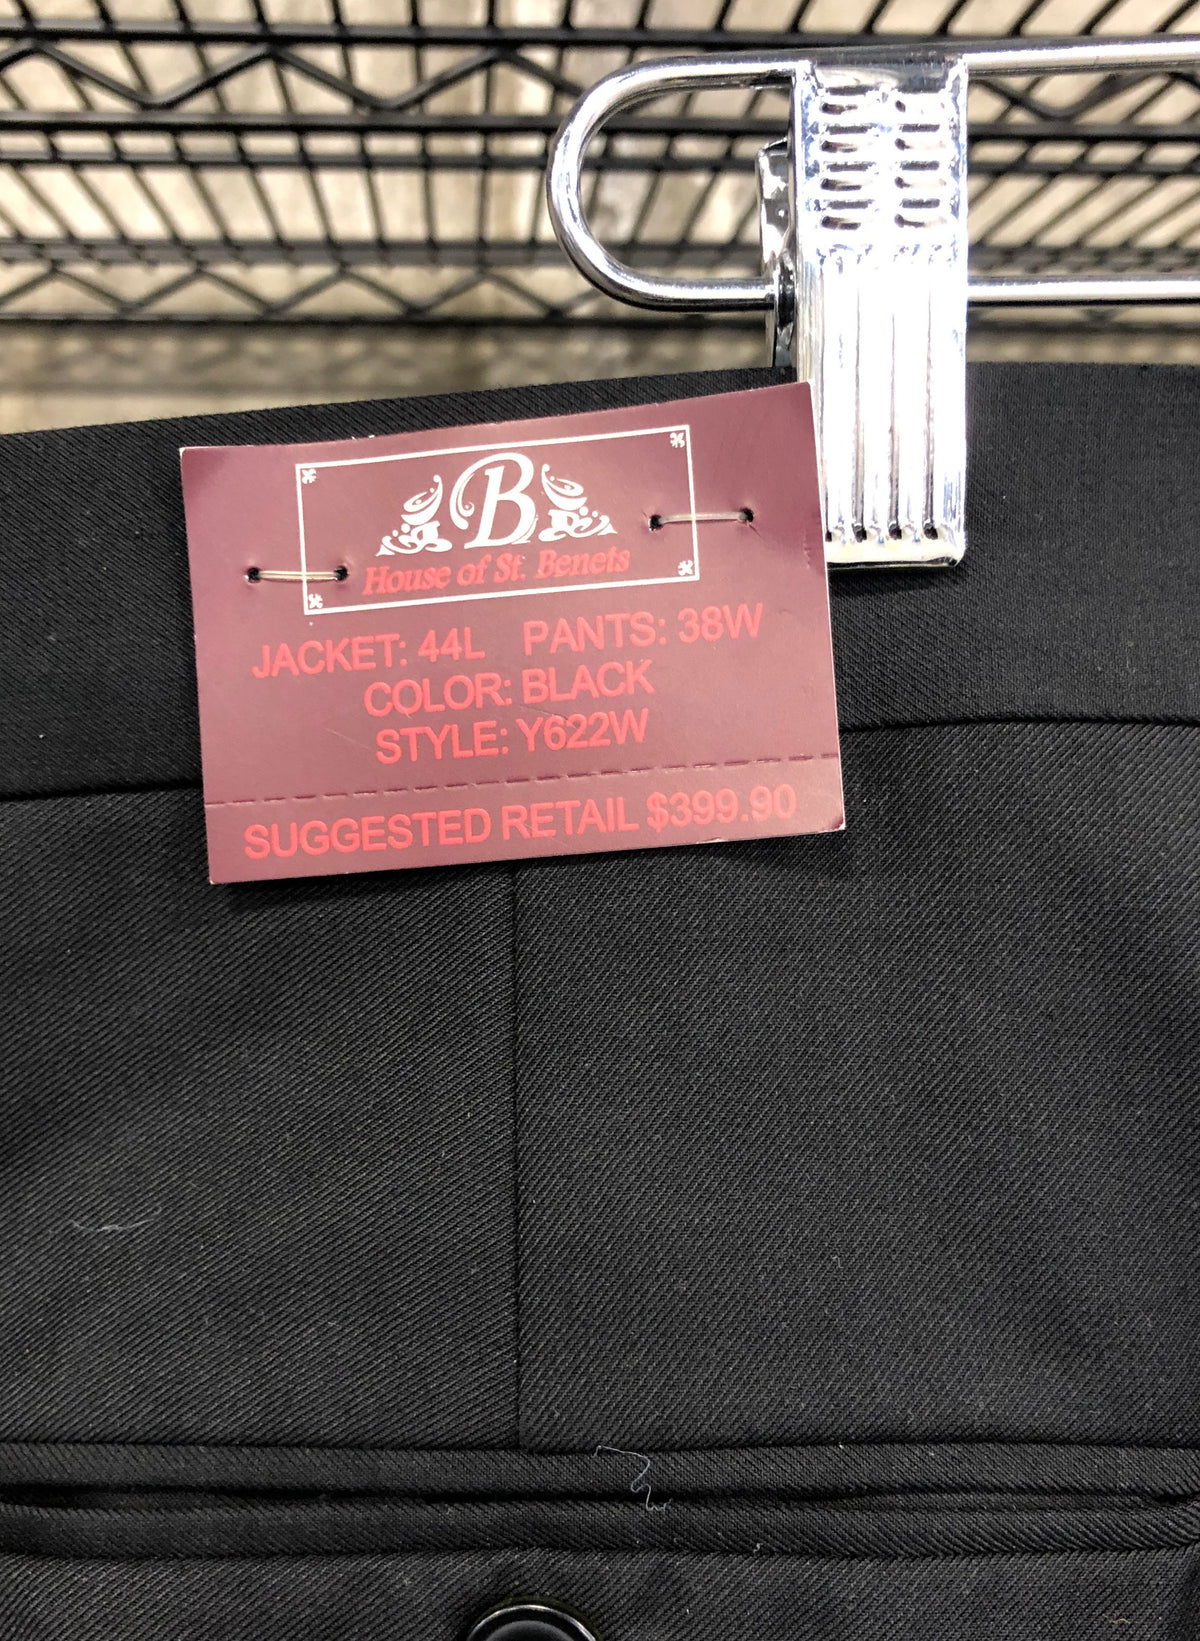 B
House of St. Benets
JACKET: 44L PANTS: 38W
COLOR: BLACK
STYLE: Y622W
SUGGESTED RETAIL $399.90